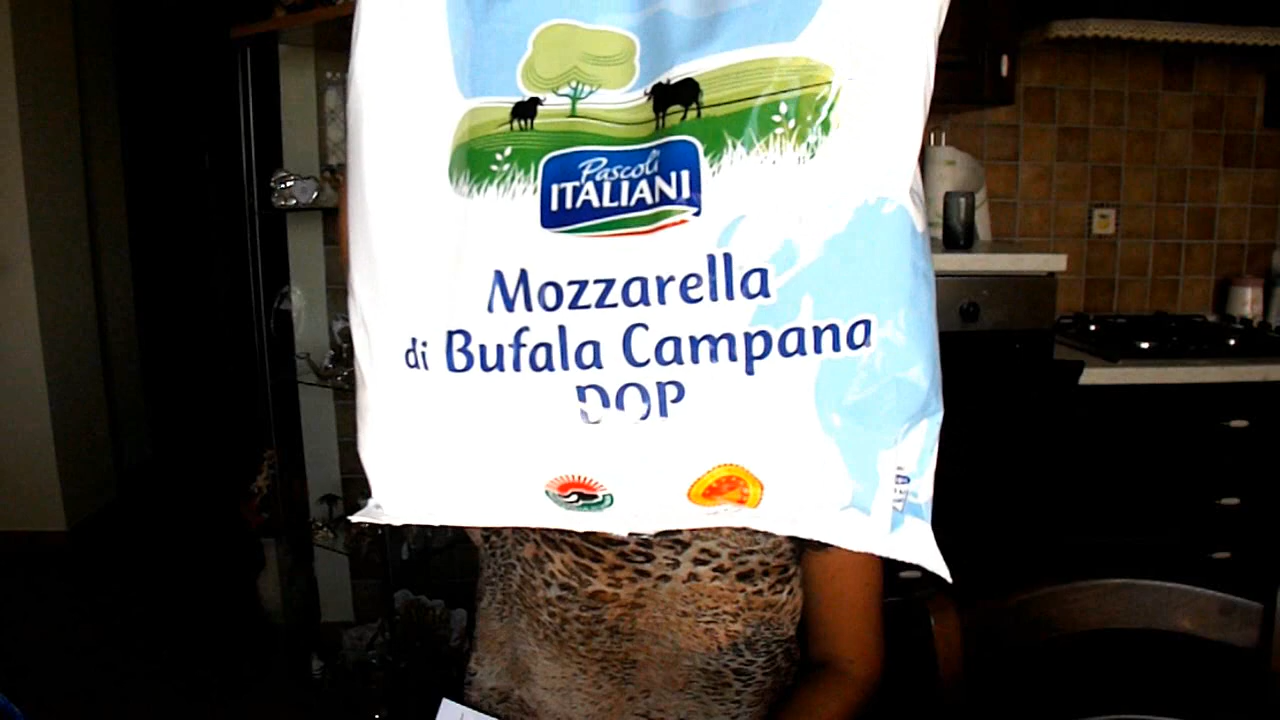 Pascoli
ITALIANI
Mozzarella
di Bufala Campana
DOP